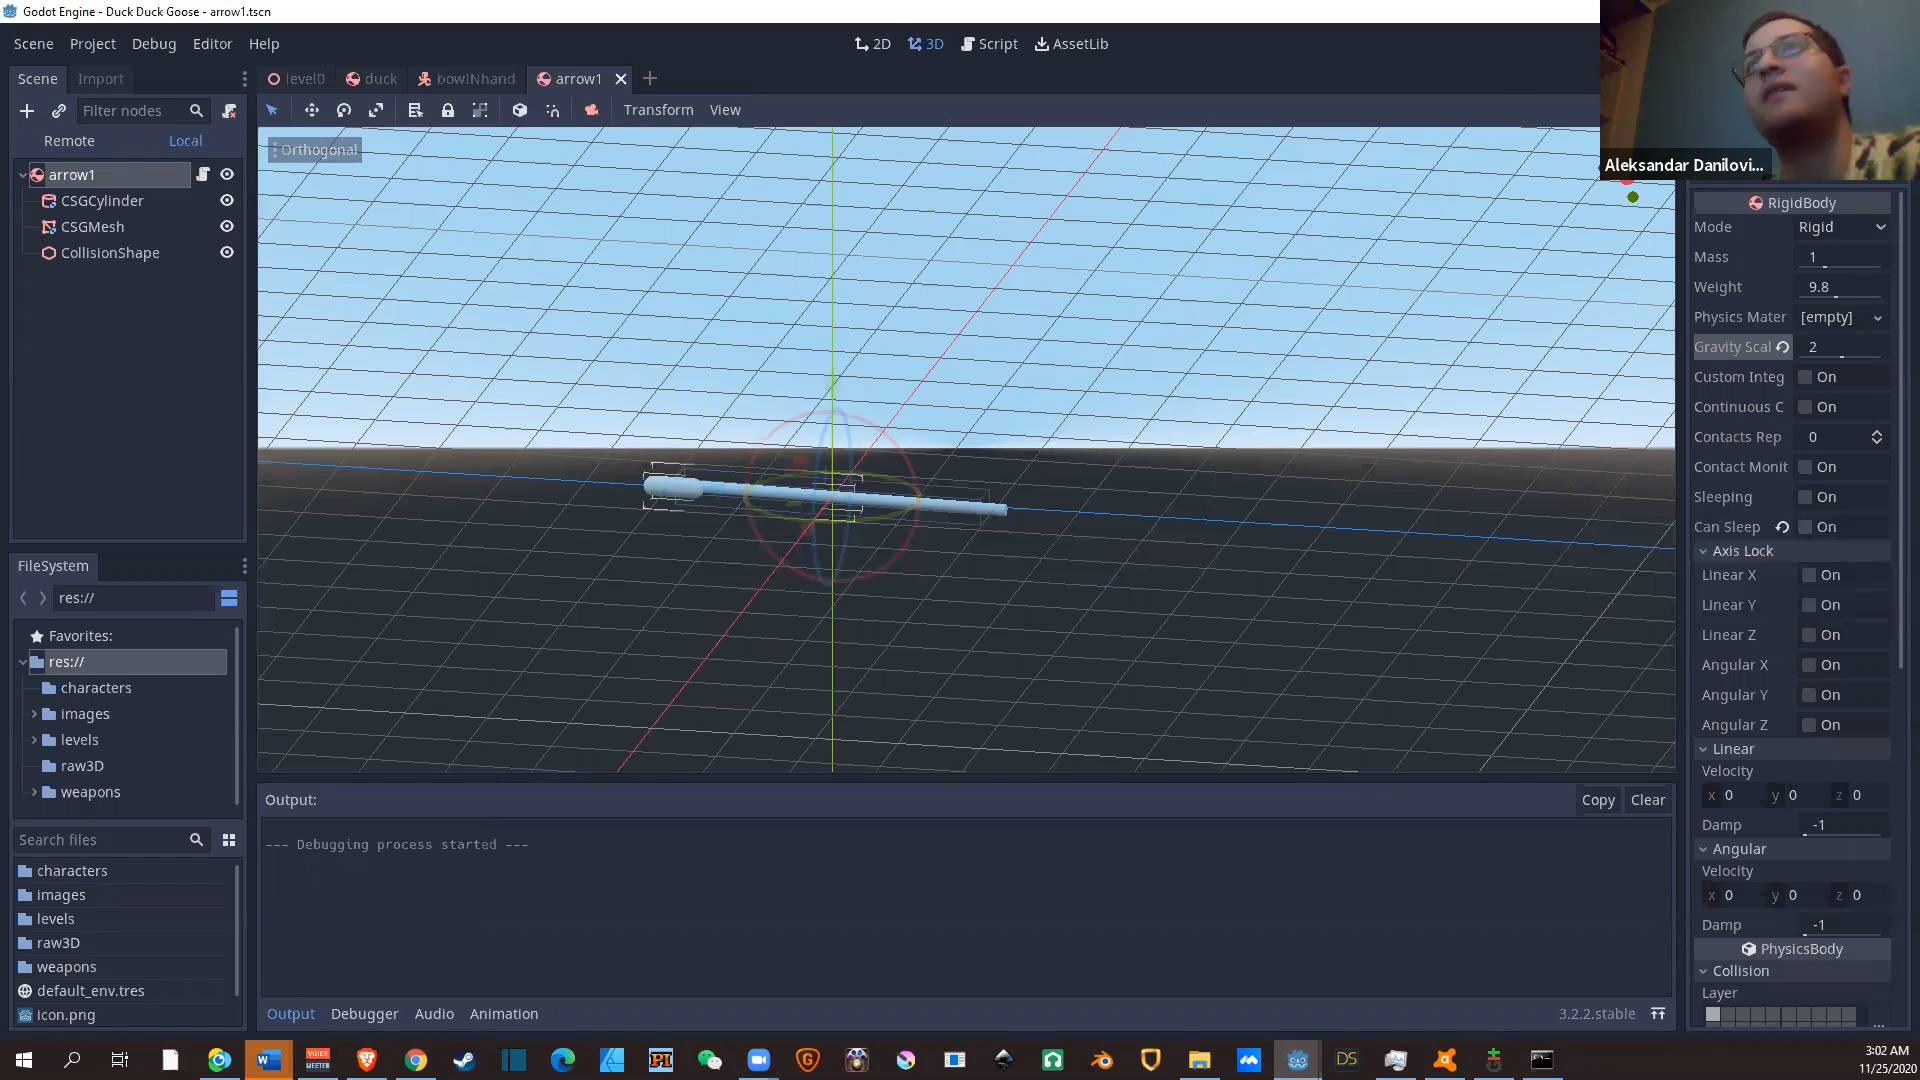 Godot Engine - Duck Duck Goose - arrow1.tscn
Scene Project Debug Editor Help
2D 3D Script AssetLib
Scene Import
level0 duck bowINhand arrow1
Filter nodes
Transform View
Remote Local
Orthogonal
Aleksandar Danilovi...
arrow1
CSGCylinder
CSGMesh
CollisionShape
RigidBody
Mode Rigid
Mass 1
Weight 9.8
Physics Mater [empty]
Gravity Scal 2
Custom Integ On
Continuous C On
Contacts Rep 0
Contact Monit On
Sleeping On
Can Sleep On
Axis Lock
Linear X On
Linear Y On
Linear Z On
Angular X On
Angular Y On
Angular Z On
Linear
Velocity
x 0 y 0 z 0
Damp -1
Angular
Velocity
x 0 y 0 z 0
Damp -1
PhysicsBody
Collision
Layer
...
FileSystem
res://
Favorites:
res://
characters
images
levels
raw3D
weapons
Search files
characters
images
levels
raw3D
weapons
default_env.tres
icon.png
Output:
Copy Clear
--- Debugging process started ---
Output Debugger Audio Animation
3.2.2.stable
VOICE
MEETER
DS
3:02 AM
11/25/2020